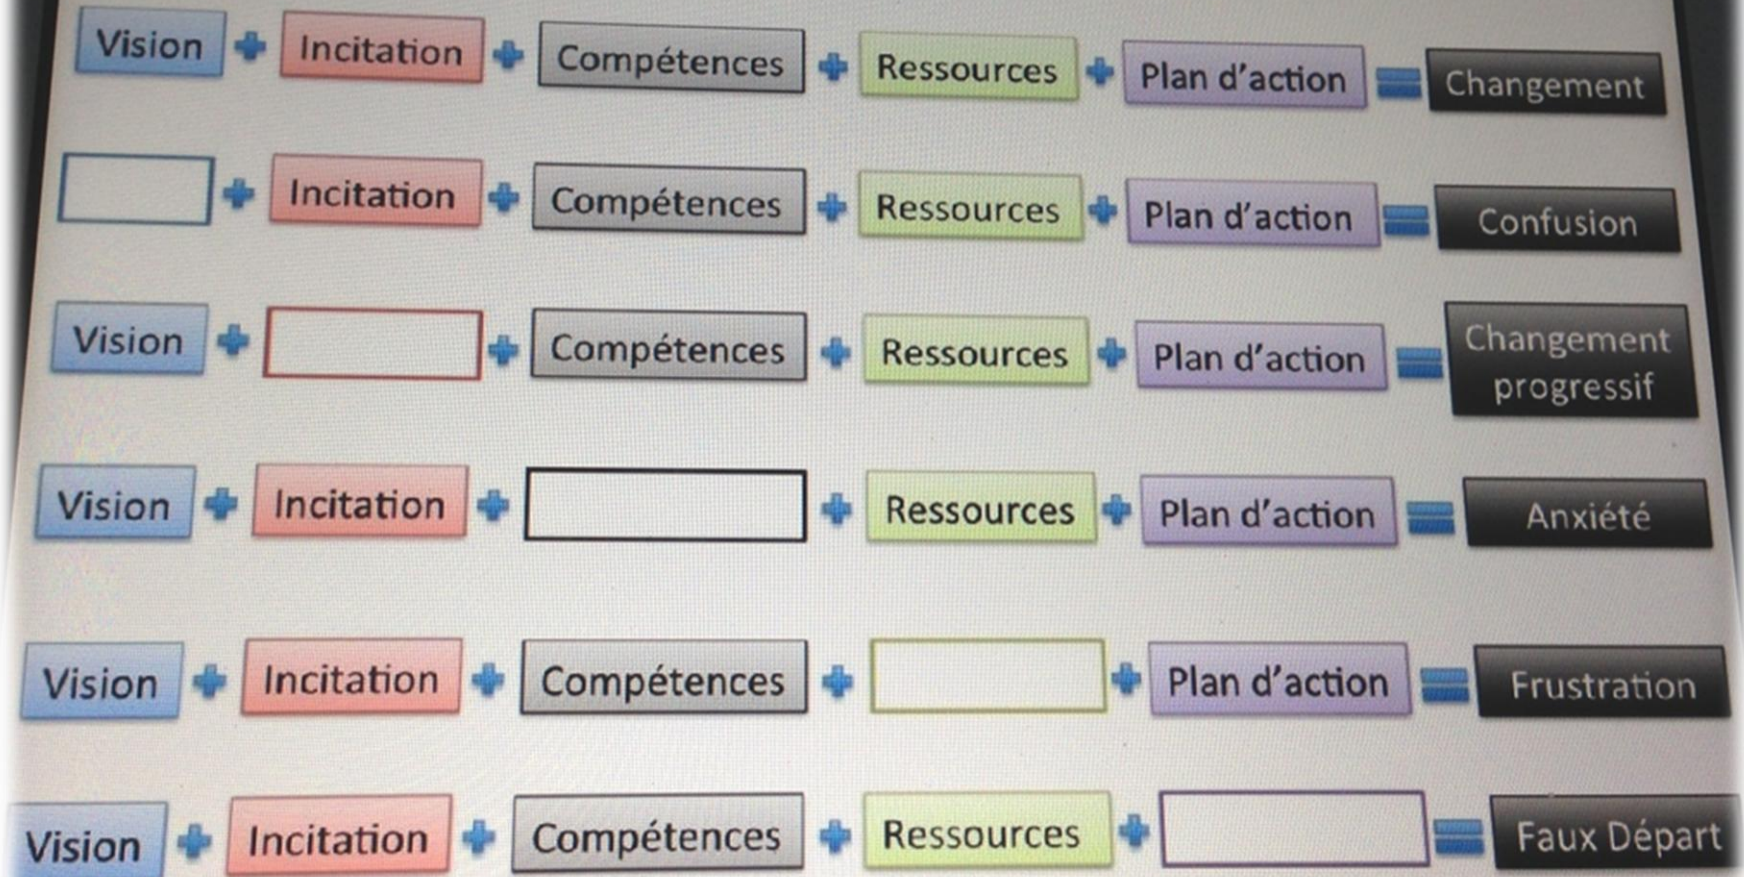 Vision + Incitation + Compétences + Ressources + Plan d'action = Changement
+ Incitation + Compétences + Ressources + Plan d'action = Confusion
Vision + + Compétences + Ressources + Plan d'action = Changement progressif
Vision + Incitation + + Ressources + Plan d'action = Anxiété
Vision + Incitation + Compétences + + Plan d'action = Frustration
Vision + Incitation + Compétences + Ressources + = Faux Départ